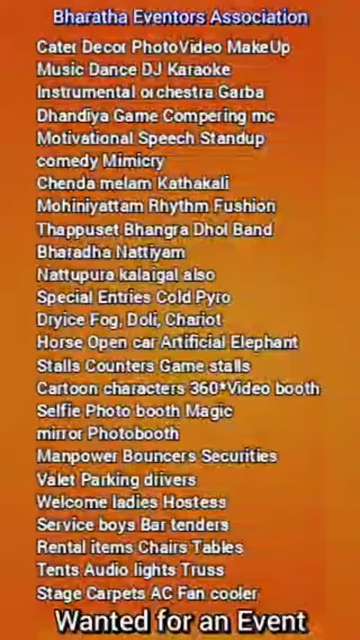 Bharatha Eventors Association
Cater Decor PhotoVideo MakeUp
Music Dance DJ Karaoke
Instrumental orchestra Garba
Dhandiya Game Compering mc
Motivational Speech Standup
comedy Mimicry
Chenda melam Kathakali
Mohiniyattam Rhythm Fushion
Thappuset Bhangra Dhol Band
Bharadha Nattiyam
Nattupura kalaigal also
Special Entries Cold Pyro
Dryice Fog, Doli, Chariot
Horse Open car Artificial Elephant
Stalls Counters Game stalls
Cartoon characters 360*Video booth
Selfie Photo booth Magic
mirror Photobooth
Manpower Bouncers Securities
Valet Parking drivers
Welcome ladies Hostess
Service boys Bar tenders
Rental items Chairs Tables
Tents Audio lights Truss
Stage Carpets AC Fan cooler
Wanted for an Event